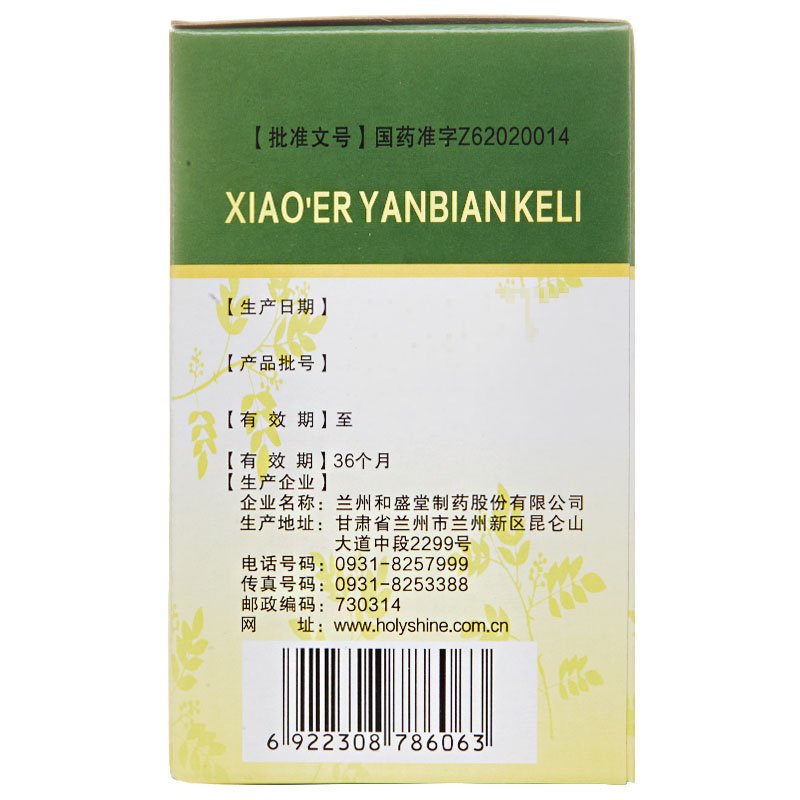 【批准文号】国药准字Z62020014
XIAO'ER YANBIAN KELI
【生产日期】
【产品批号】
【有 效 期】至
【有 效 期】36个月
【生产企业】
企业名称：兰州和盛堂制药股份有限公司
生产地址：甘肃省兰州市兰州新区昆仑山
大道中段2299号
电话号码：0931-8257999
传真号码：0931-8253388
邮政编码：730314
网　　址：www.holyshine.com.cn
6 922308 786063